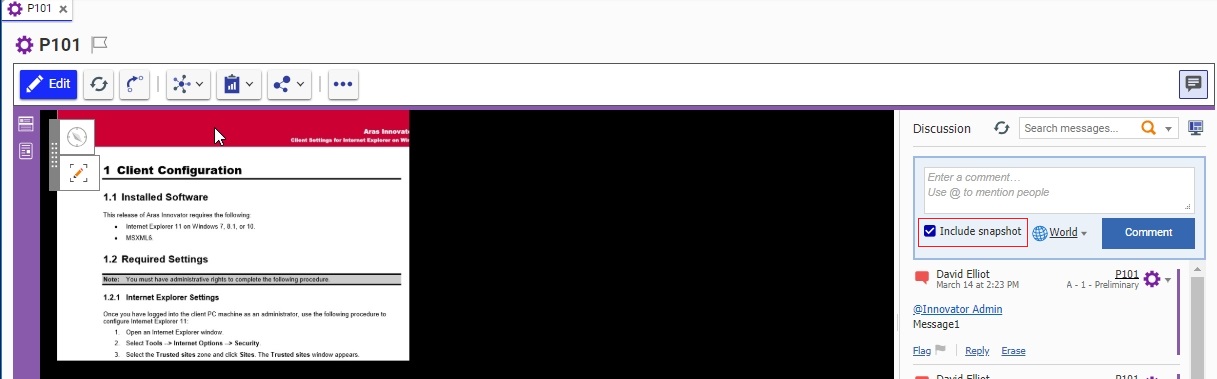 P101
P101
Edit
Aras Innovat
Client Settings for Internet Explorer on Wi
1 Client Configuration
1.1 Installed Software
This release of Aras Innovator requires the following:
• Internet Explorer 11 on Windows 7, 8.1, or 10.
• MSXML6.
1.2 Required Settings
Note: You must have administrative rights to complete the following procedure.
1.2.1 Internet Explorer Settings
Once you have logged into the client PC machine as an administrator, use the following procedure to
configure Internet Explorer 11:
1. Open an Internet Explorer window.
2. Select Tools --> Internet Options --> Security.
3. Select the Trusted sites zone and click Sites. The Trusted sites window appears.
Discussion
Search messages...
Enter a comment...
Use @ to mention people
Include snapshot
World
Comment
David Elliot
P101
March 14 at 2:23 PM
A - 1 - Preliminary
@Innovator Admin
Message1
Flag
Reply
Erase
David Elliot
P101